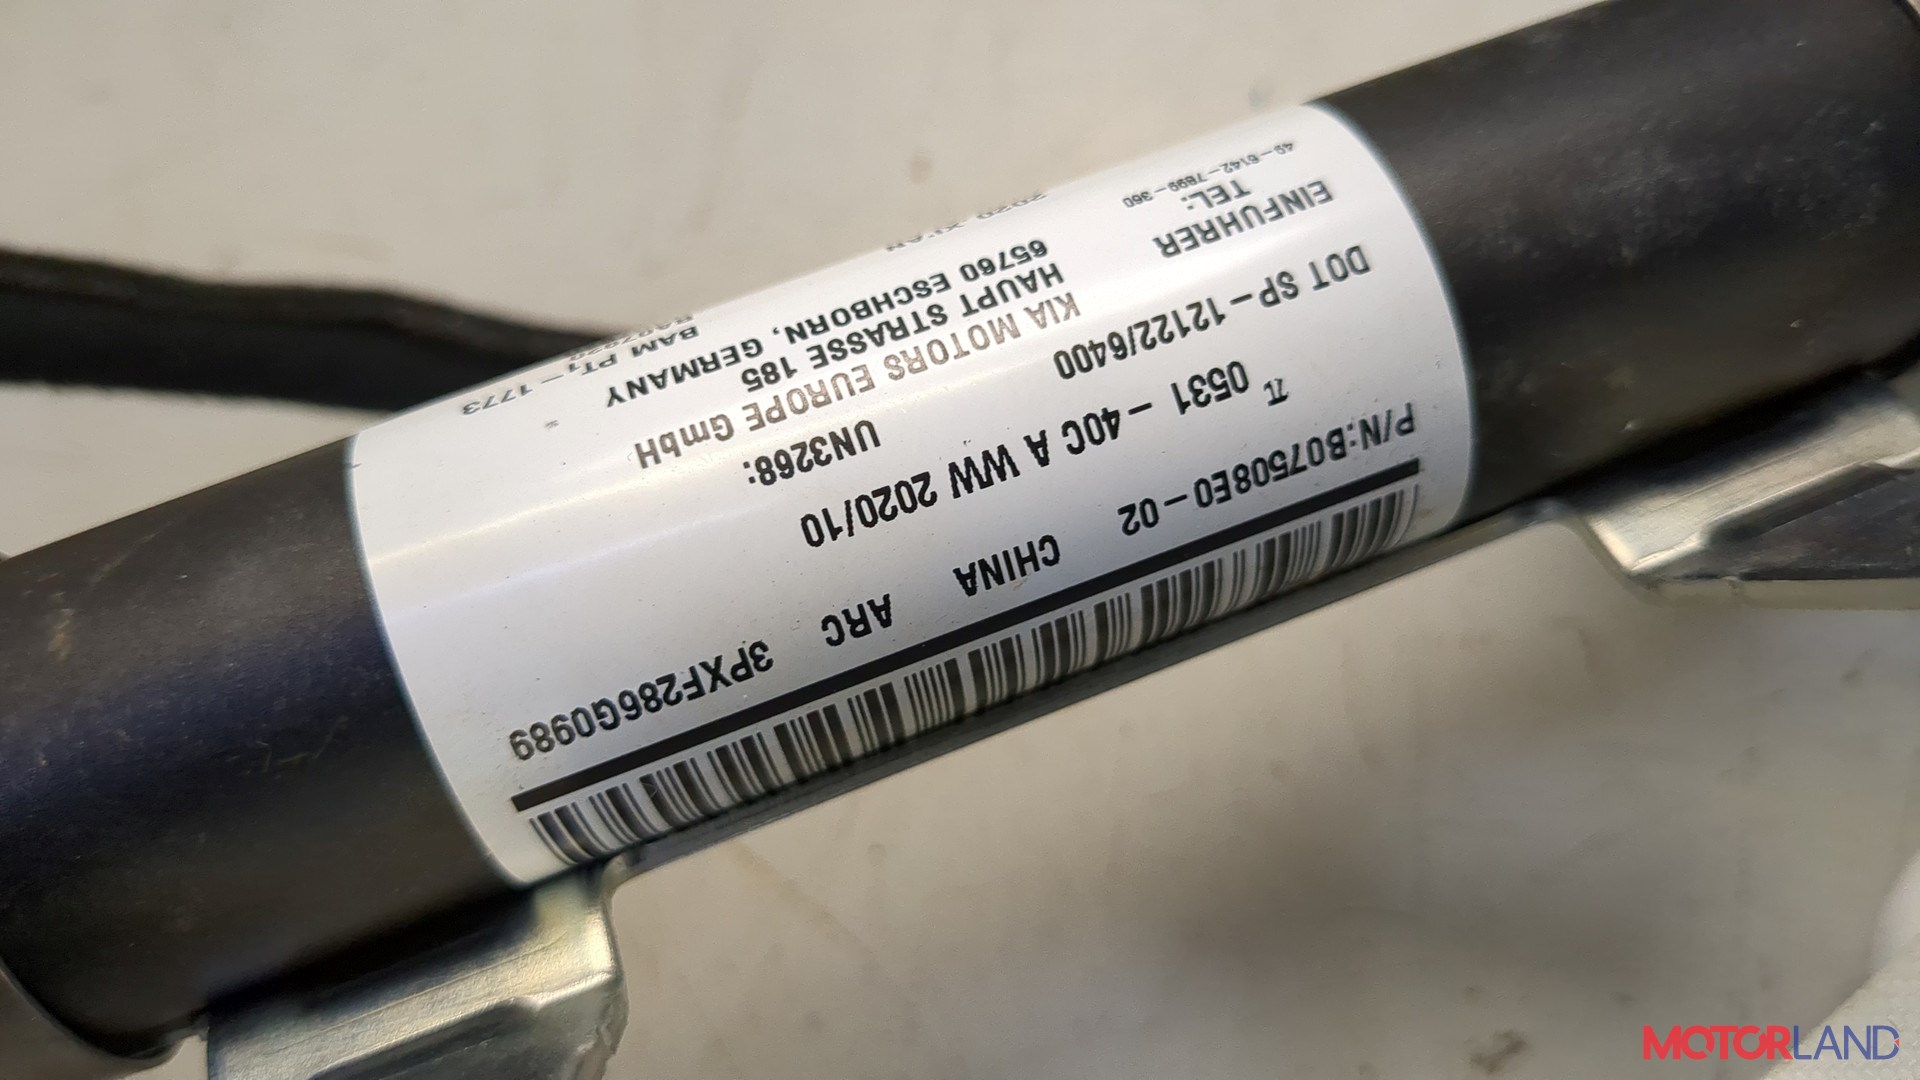 P/N:B07508E0-02 CHINA ARC 3PXF286G0989
π 0531-40C A WW 2020/10
DOT SP-12122/6400 UN3268:
EINFUHRER KIA MOTORS EUROPE GmbH
TEL: HAUPT STRASSE 185
49-6142-7899-360 65760 ESCHBORN, GERMANY
BAM PT₁-1773
MOTORLAND